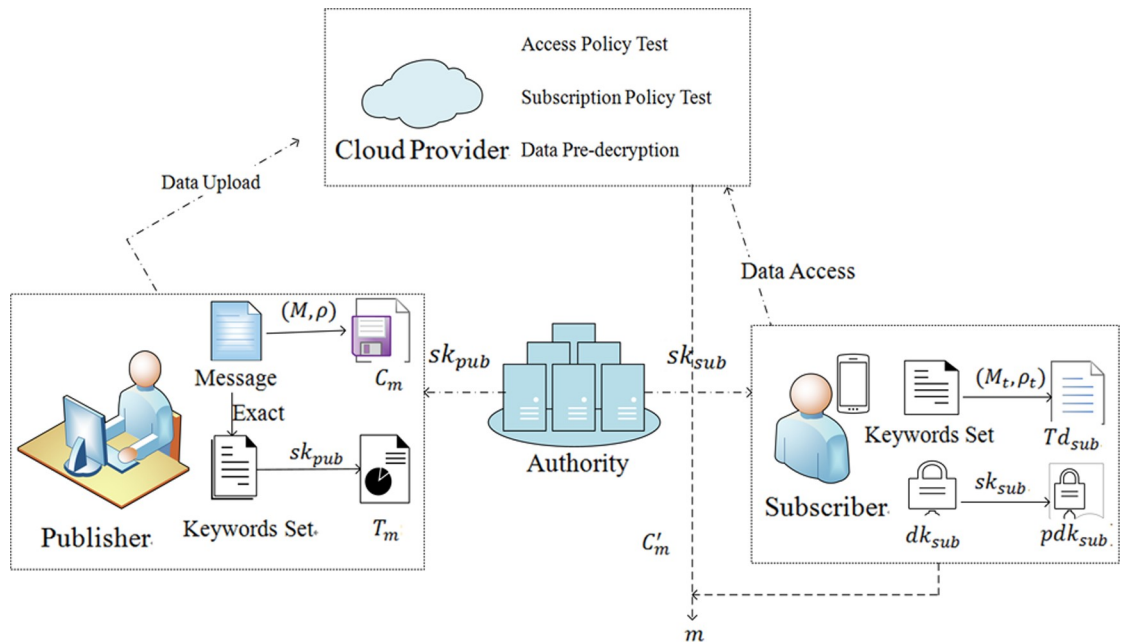 Access Policy Test
Subscription Policy Test
Cloud Provider
Data Pre-decryption
Data Upload
Data Access
Message
(M, ρ)
C_m
Exact
Keywords Set
sk_pub
T_m
Publisher
sk_pub
sk_sub
Authority
Keywords Set
(M_t, ρ_t)
Td_sub
Subscriber
dk_sub
sk_sub
pdk_sub
C'_m
m